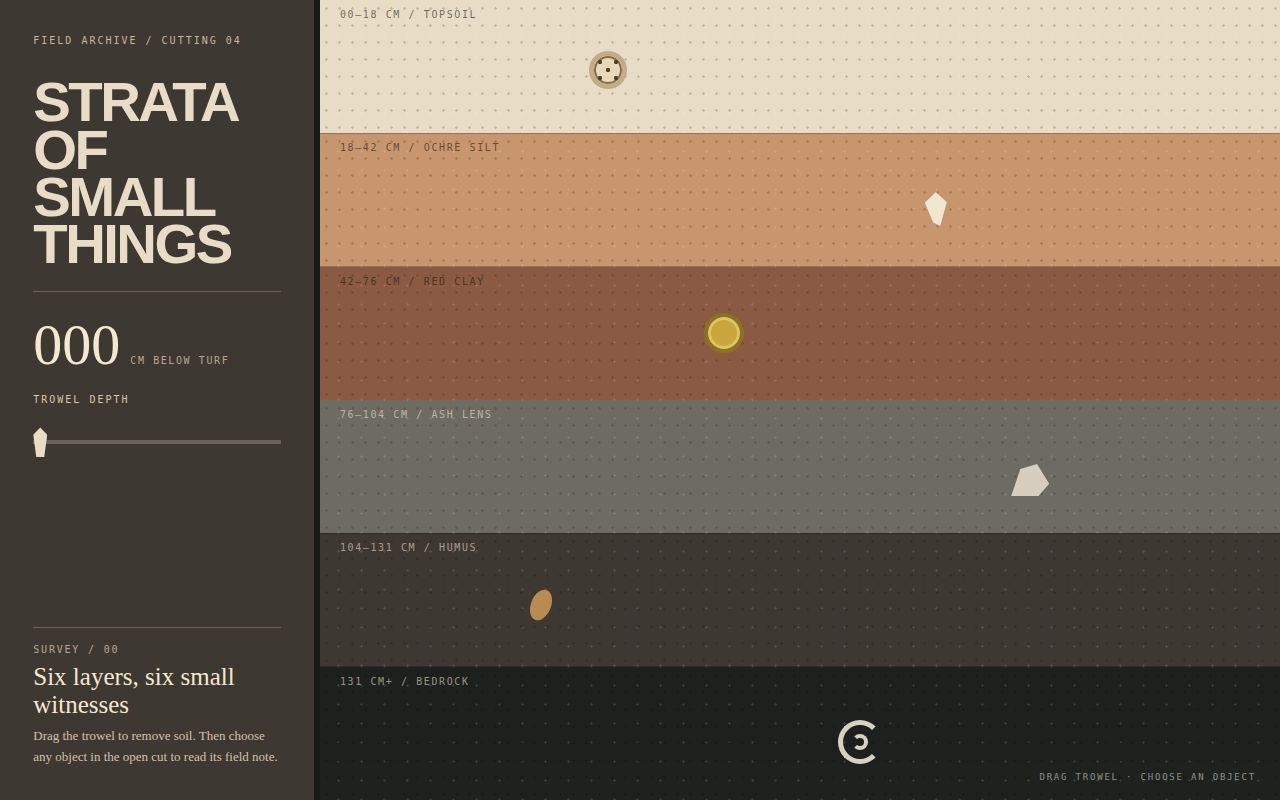 FIELD ARCHIVE / CUTTING 04
STRATA
OF
SMALL
THINGS
000 CM BELOW TURF
TROWEL DEPTH
SURVEY / 00
Six layers, six small
witnesses
Drag the trowel to remove soil. Then choose
any object in the open cut to read its field note.
00–18 CM / TOPSOIL
18–42 CM / OCHRE SILT
42–76 CM / RED CLAY
76–104 CM / ASH LENS
104–131 CM / HUMUS
131 CM+ / BEDROCK
DRAG TROWEL · CHOOSE AN OBJECT